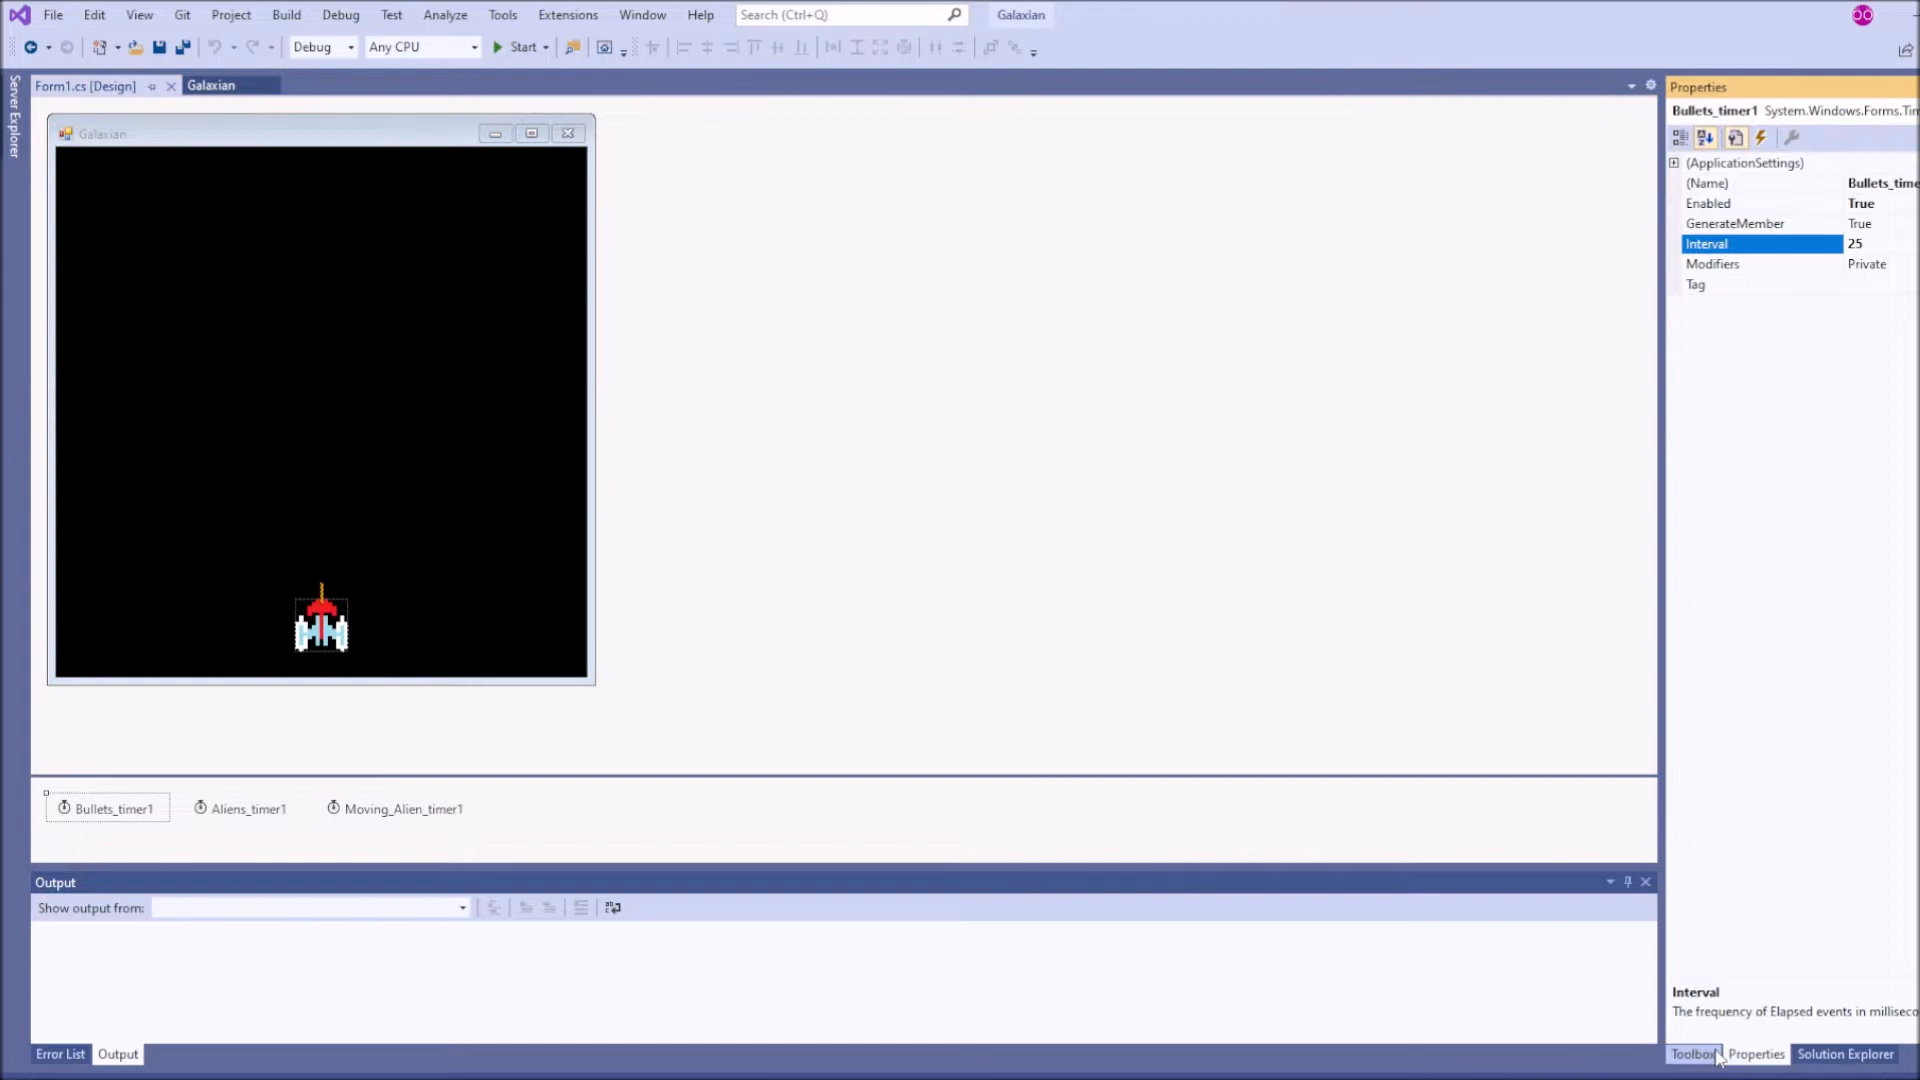 File Edit View Git Project Build Debug Test Analyze Tools Extensions Window Help Search (Ctrl+Q) Galaxian
Debug Any CPU Start
Server Explorer
Form1.cs [Design] Galaxian
Galaxian
Bullets_timer1 Aliens_timer1 Moving_Alien_timer1
Output
Show output from:
Error List Output
Properties
Bullets_timer1 System.Windows.Forms.Tim
(ApplicationSettings)
(Name) Bullets_time
Enabled True
GenerateMember True
Interval 25
Modifiers Private
Tag
Interval
The frequency of Elapsed events in milliseco
Toolbox Properties Solution Explorer